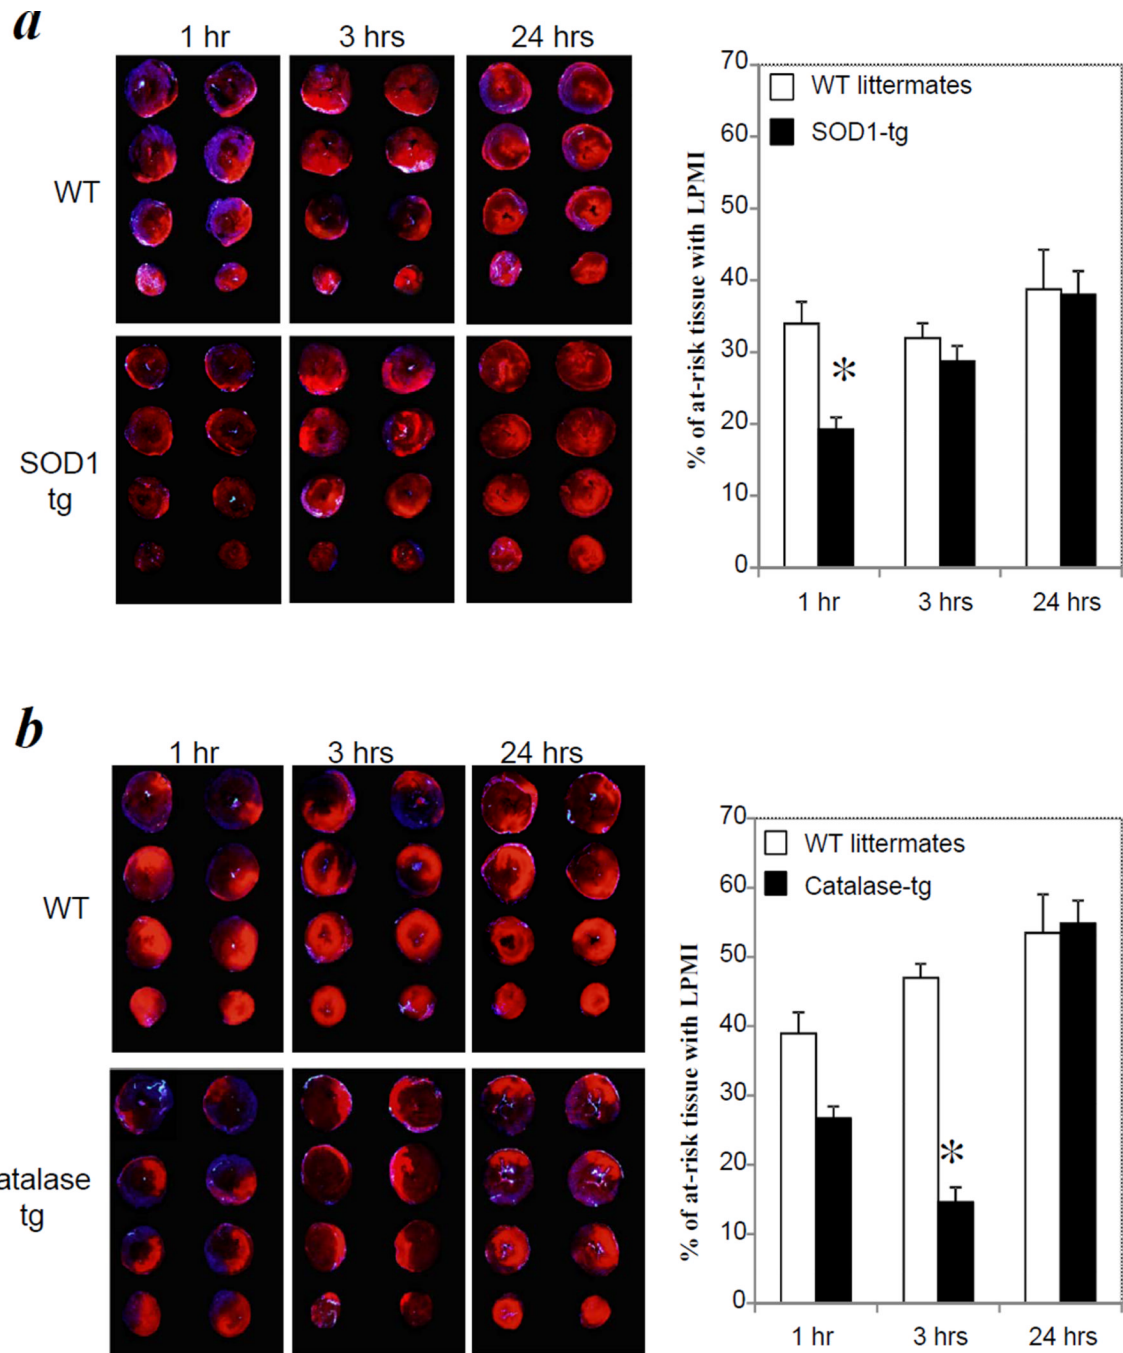 a
1 hr 3 hrs 24 hrs
WT
SOD1
tg
% of at-risk tissue with LPMI
70
60
50
40
30
20
10
0
WT littermates
SOD1-tg
*
1 hr 3 hrs 24 hrs
b
1 hr 3 hrs 24 hrs
WT
atalase
tg
% of at-risk tissue with LPMI
70
60
50
40
30
20
10
0
WT littermates
Catalase-tg
*
1 hr 3 hrs 24 hrs